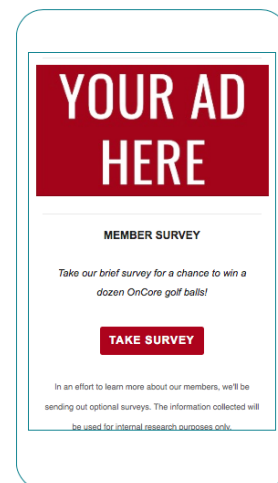 YOUR AD
HERE
MEMBER SURVEY
Take our brief survey for a chance to win a
dozen OnCore golf balls!
TAKE SURVEY
In an effort to learn more about our members, we'll be
sending out optional surveys. The information collected will
be used for internal research purposes only.